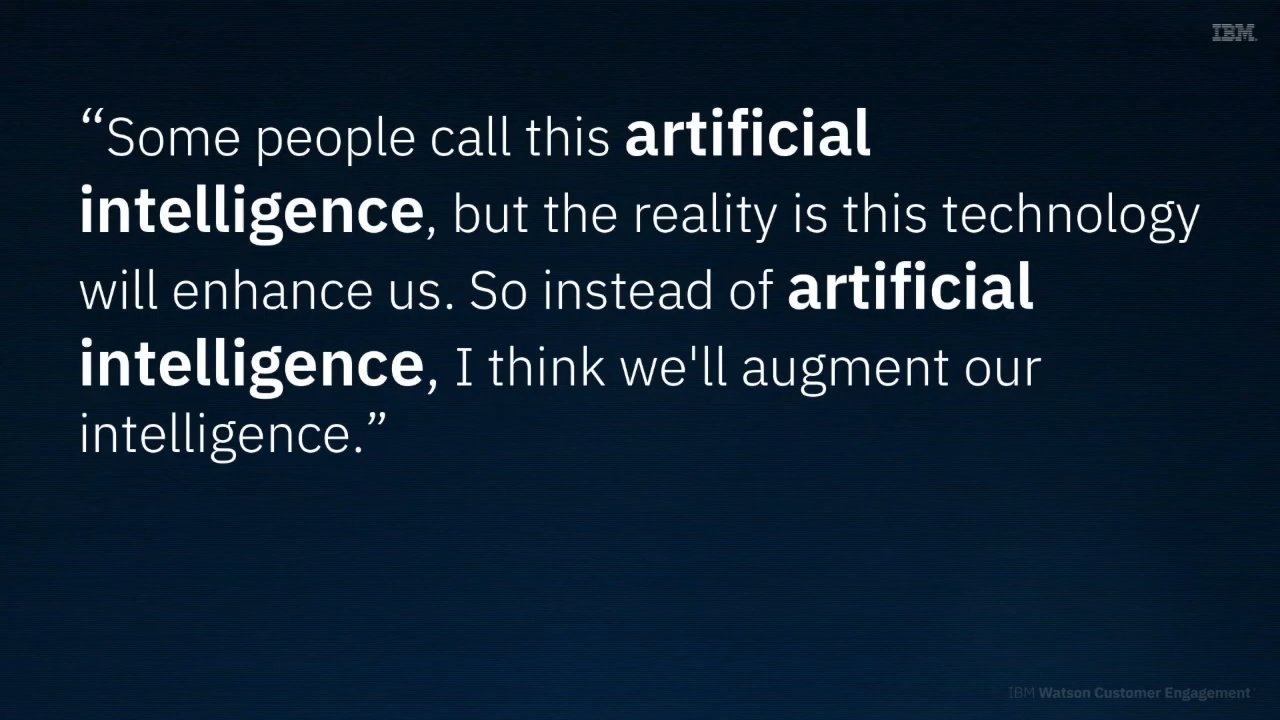 IBM
“Some people call this artificial
intelligence, but the reality is this technology
will enhance us. So instead of artificial
intelligence, I think we'll augment our
intelligence.”
IBM Watson Customer Engagement